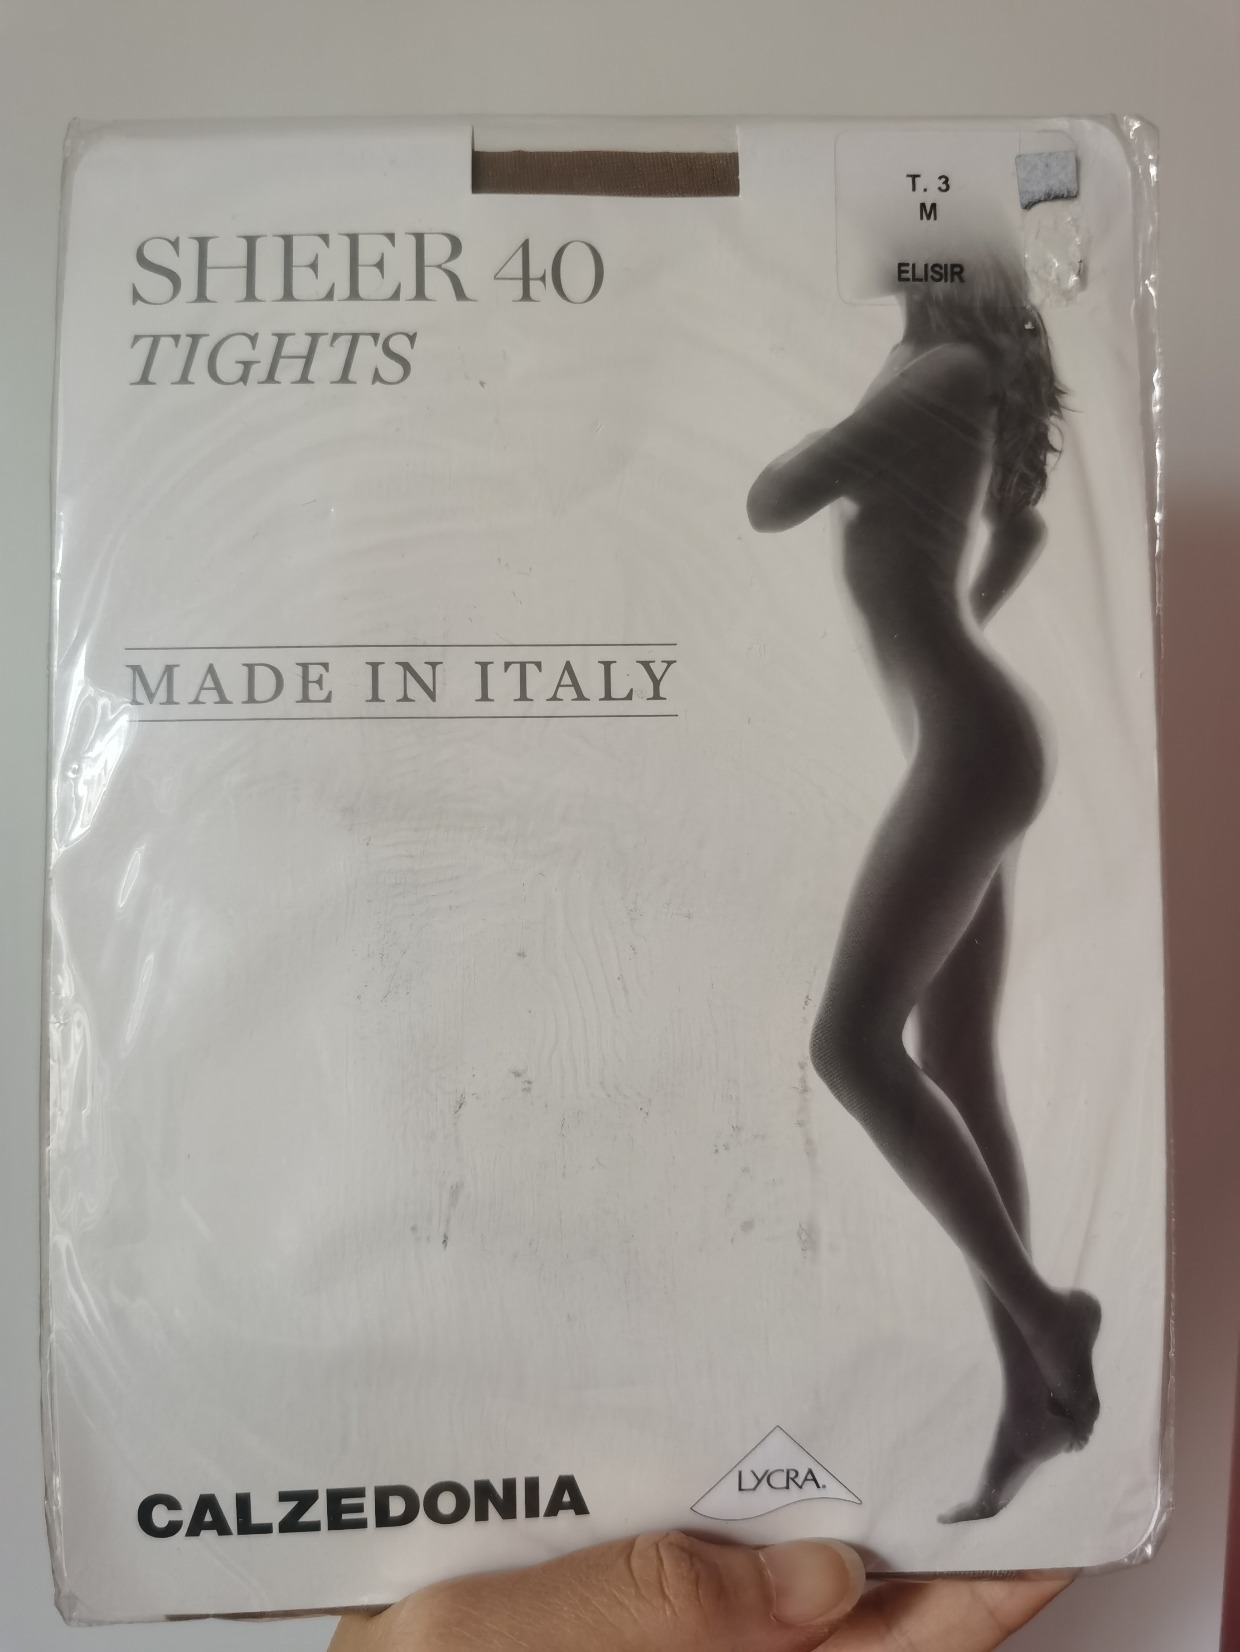 T. 3
M
ELISIR
SHEER 40
TIGHTS
MADE IN ITALY
CALZEDONIA
LYCRA.